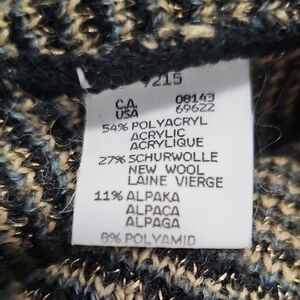 9215
C.A. 08143
USA 69622
54% POLYACRYL
ACRYLIC
ACRYLIQUE
27% SCHURWOLLE
NEW WOOL
LAINE VIERGE
11% ALPAKA
ALPACA
ALPAGA
8% POLYAMID